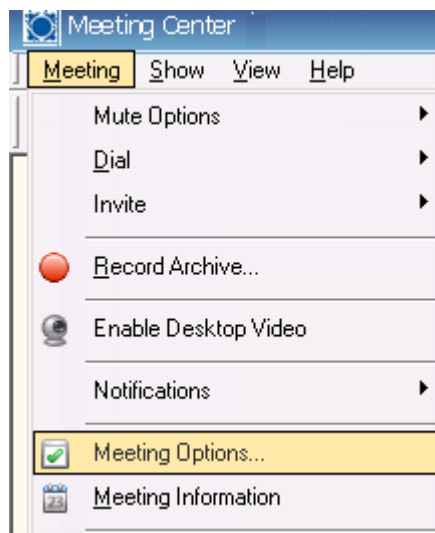 Meeting Center
Meeting Show View Help
Mute Options
Dial
Invite
Record Archive...
Enable Desktop Video
Notifications
Meeting Options...
23 Meeting Information